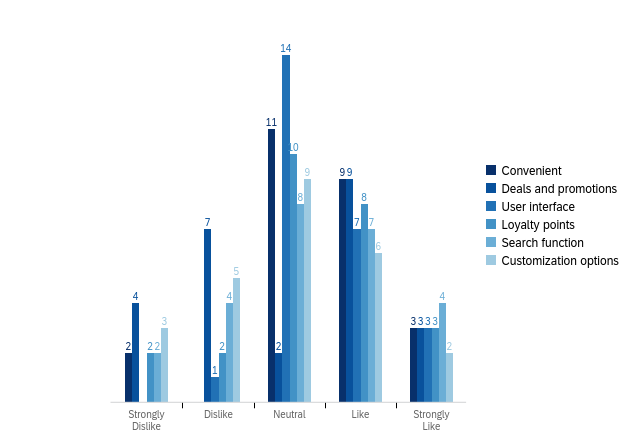 14
11
10
9
9 9
8
8
7
7
7
6
5
4
4
4
3
3 3 3 3
2
2 2
2
2
2
2
1
Strongly
Dislike
Dislike
Neutral
Like
Strongly
Like
Convenient
Deals and promotions
User interface
Loyalty points
Search function
Customization options